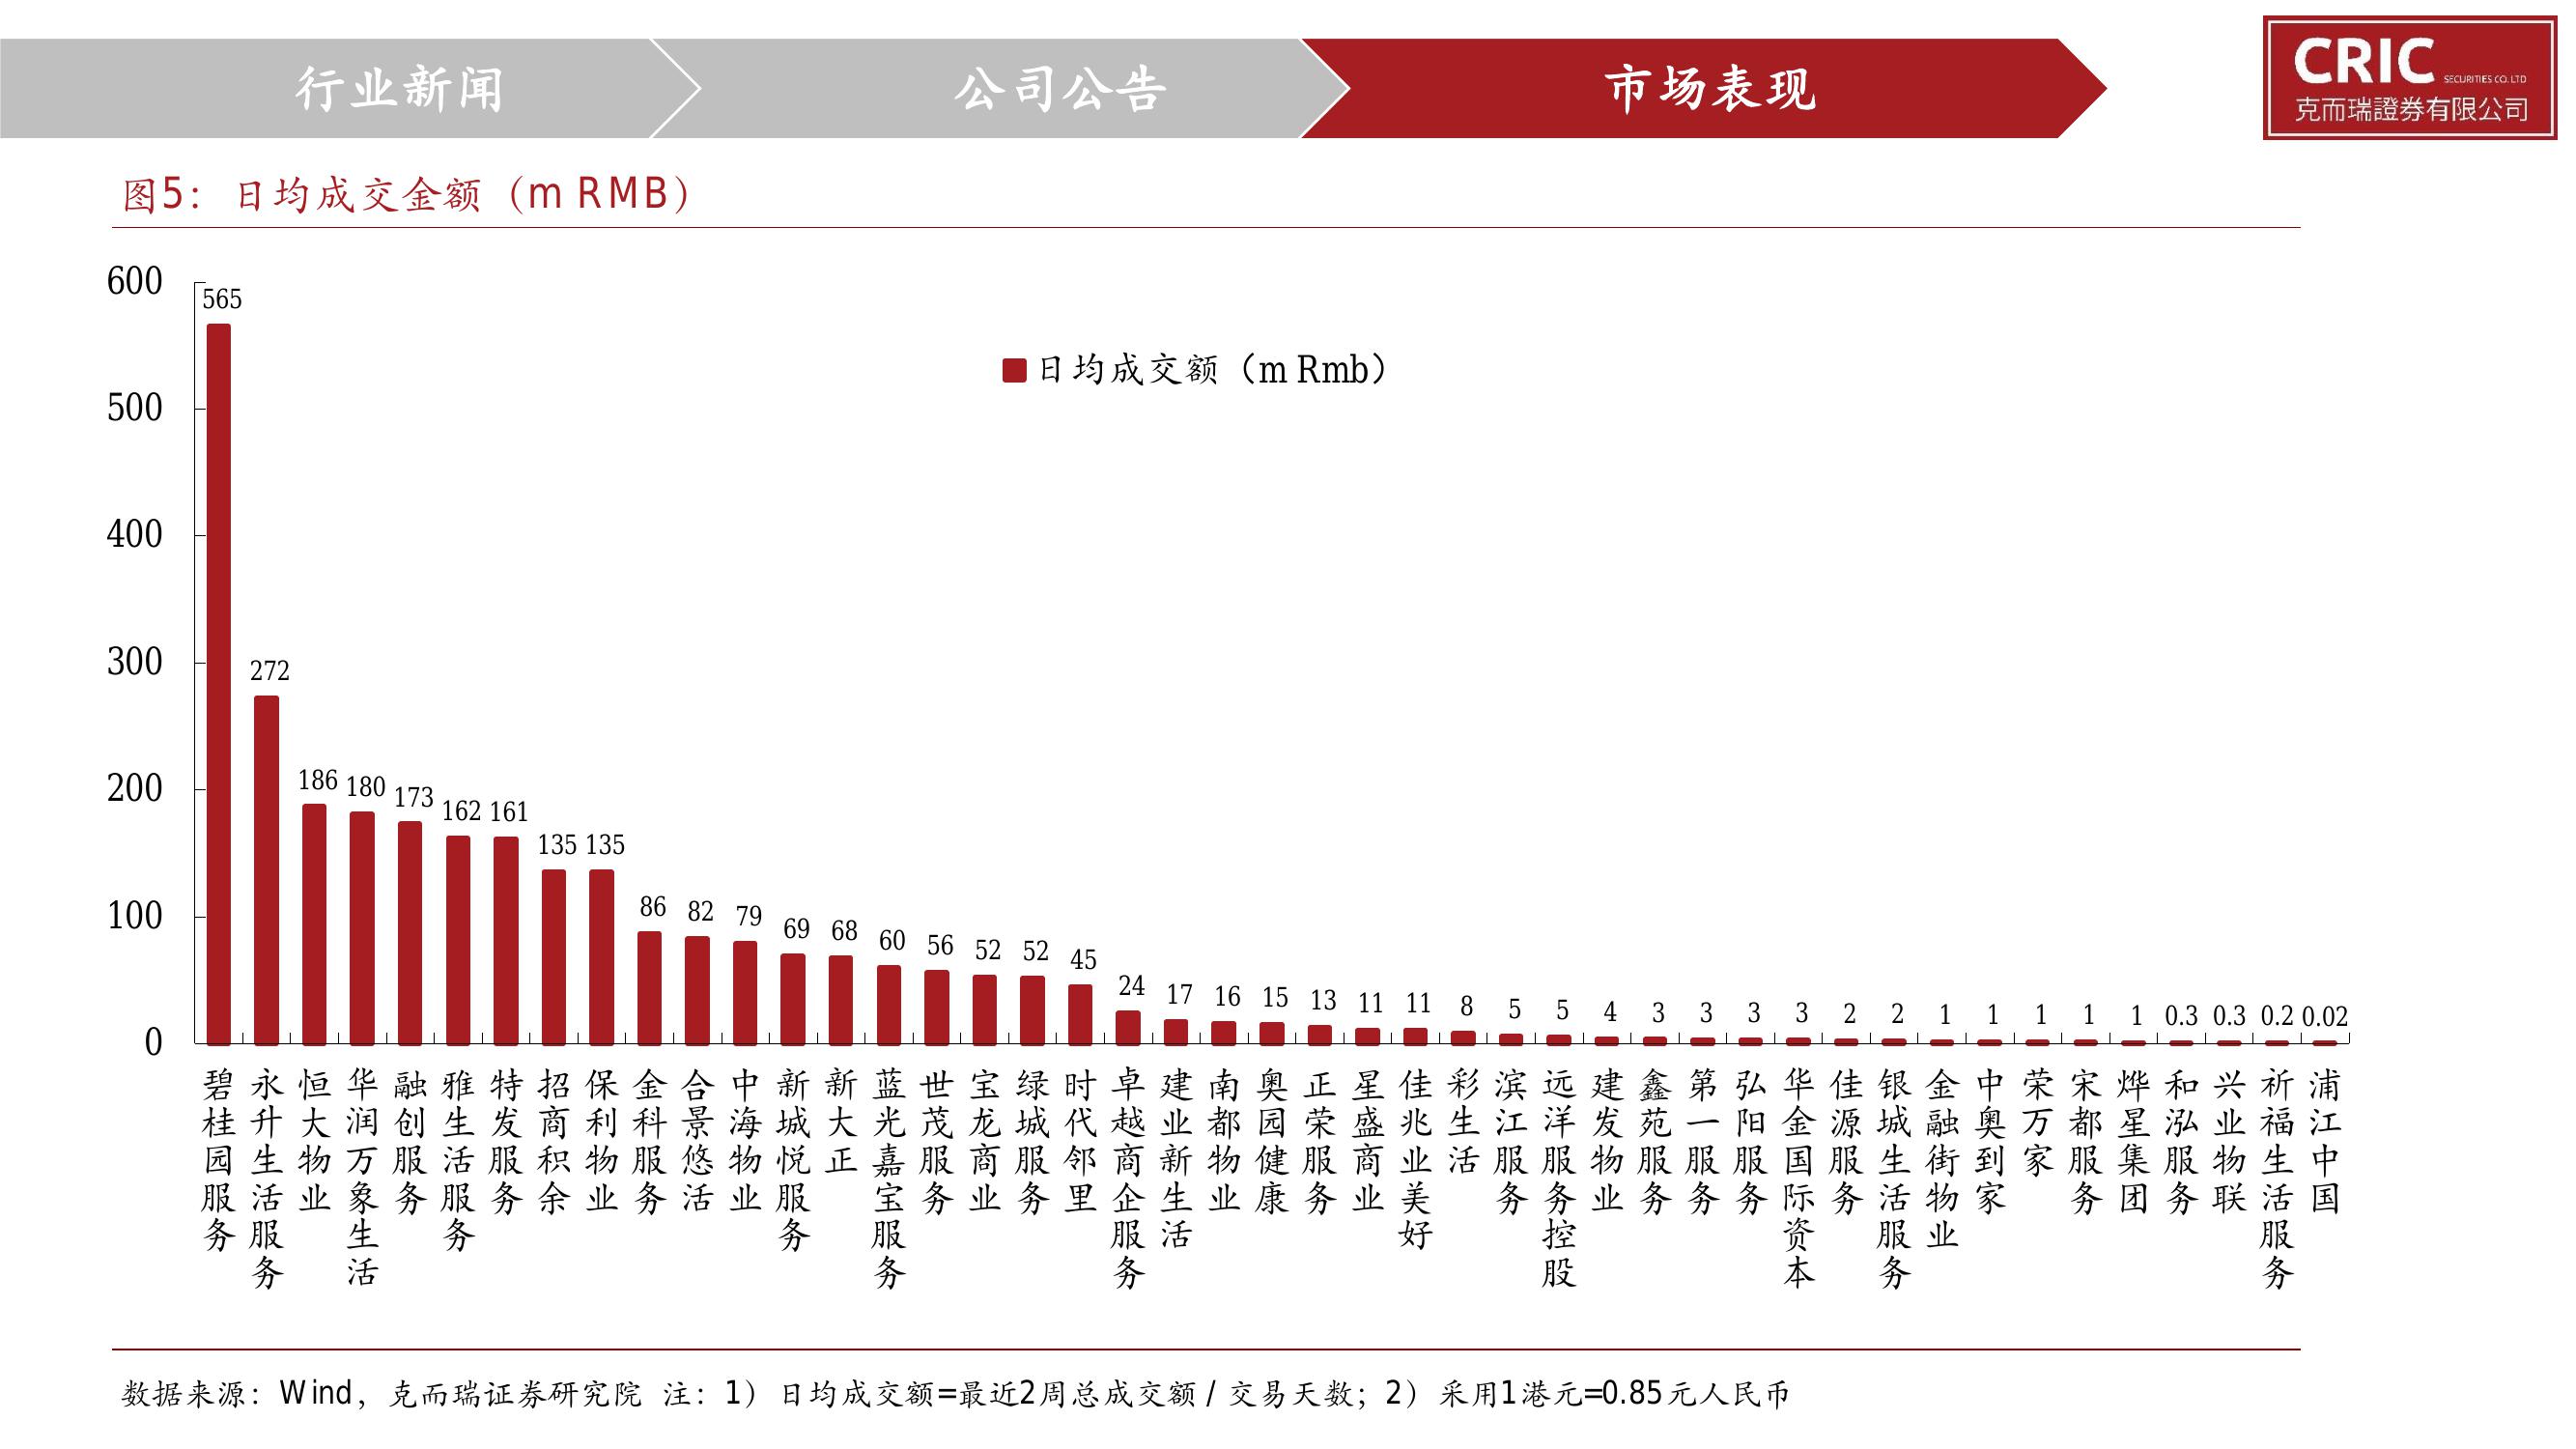 行业新闻
公司公告
市场表现
CRIC
SECURITIES CO. LTD
克而瑞證券有限公司
图5：日均成交金额（m RMB）
600
500
400
300
200
100
0
日均成交额（m Rmb）
565
272
186
180
173
162
161
135
135
86
82
79
69
68
60
56
52
52
45
24
17
16
15
13
11
11
8
5
5
4
3
3
3
3
2
2
1
1
1
1
1
0.3
0.3
0.2
0.02
碧桂园服务
永升生活服务
恒大物业
华润万象生活
融创服务
雅生活服务
特发服务
招商积余
保利物业
金科服务
合景悠活
中海物业
新城悦服务
新大正
蓝光嘉宝服务
世茂服务
宝龙商业
绿城服务
时代邻里
卓越商企服务
建业新生活
南都物业
奥园健康
正荣服务
星盛商业
佳兆业美好
彩生活
滨江服务
远洋服务控股
建发物业
鑫苑服务
第一服务
弘阳服务
华金国际资本
佳源服务
银城生活服务
金融街物业
中奥到家
荣万家
宋都服务
烨星集团
和泓服务
兴业物联
祈福生活服务
浦江中国
数据来源：Wind，克而瑞证券研究院 注：1）日均成交额=最近2周总成交额 / 交易天数；2）采用1港元=0.85元人民币